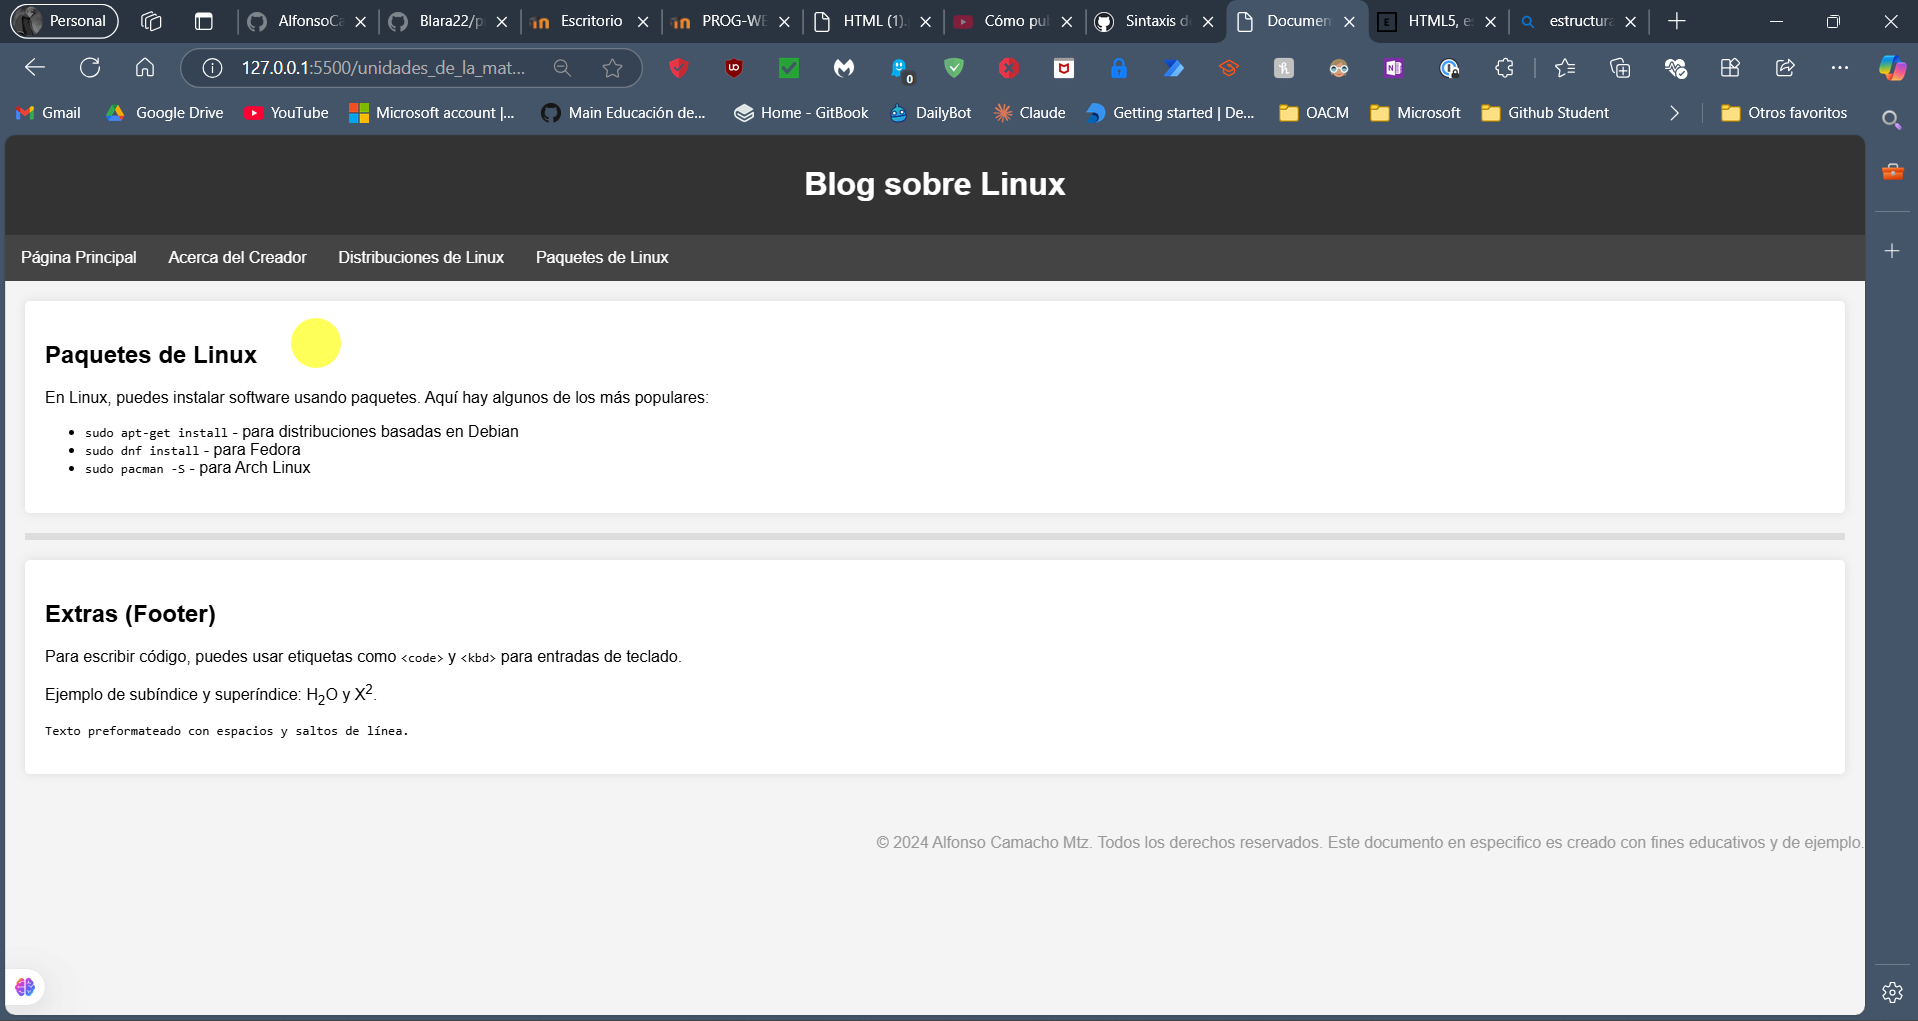 Personal
AlfonsoCa
Blara22/p
Escritorio
PROG-WE
HTML (1).
Cómo pu
Sintaxis d
Documen
HTML5, e
estructura
127.0.0.1:5500/unidades_de_la_mat...
0
Gmail
Google Drive
YouTube
Microsoft account |...
Main Educación de...
Home - GitBook
DailyBot
Claude
Getting started | De...
OACM
Microsoft
Github Student
Otros favoritos
Blog sobre Linux
Página Principal
Acerca del Creador
Distribuciones de Linux
Paquetes de Linux
Paquetes de Linux
En Linux, puedes instalar software usando paquetes. Aquí hay algunos de los más populares:
• sudo apt-get install - para distribuciones basadas en Debian
• sudo dnf install - para Fedora
• sudo pacman -S - para Arch Linux
Extras (Footer)
Para escribir código, puedes usar etiquetas como <code> y <kbd> para entradas de teclado.
Ejemplo de subíndice y superíndice: H₂O y X².
Texto preformateado con espacios y saltos de línea.
© 2024 Alfonso Camacho Mtz. Todos los derechos reservados. Este documento en especifico es creado con fines educativos y de ejemplo.